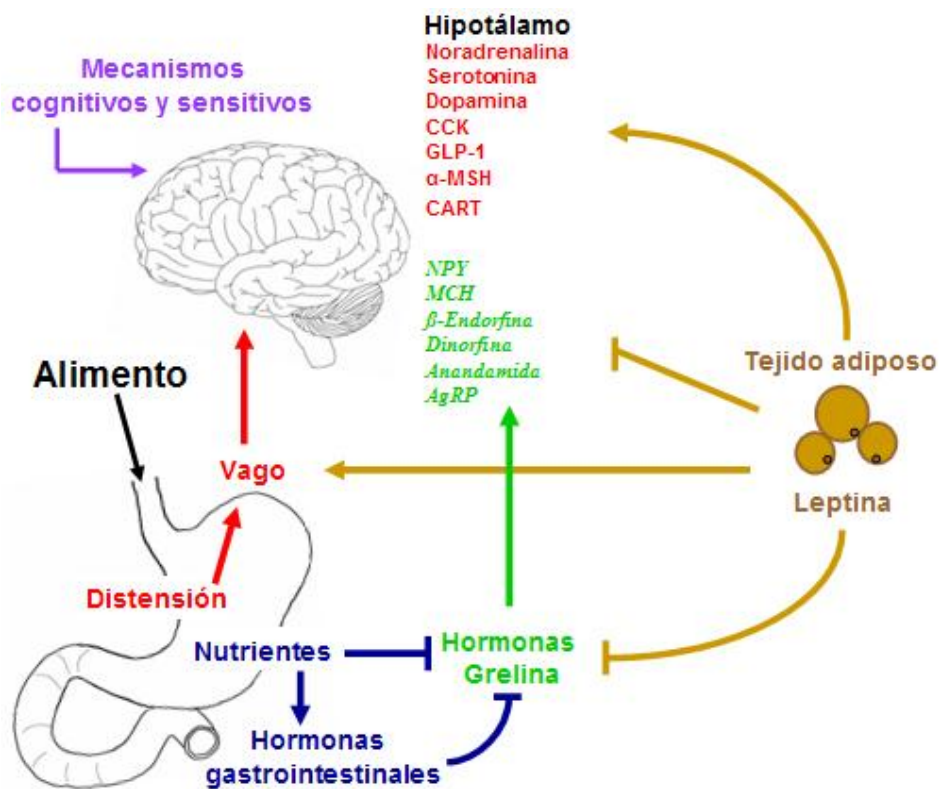 Hipotálamo
Noradrenalina
Serotonina
Dopamina
CCK
GLP-1
α-MSH
CART
Mecanismos
cognitivos y sensitivos
NPY
MCH
β-Endorfina
Dinorfina
Anandamida
AgRP
Tejido adiposo
Leptina
Alimento
Vago
Distensión
Nutrientes
Hormonas
Grelina
Hormonas
gastrointestinales